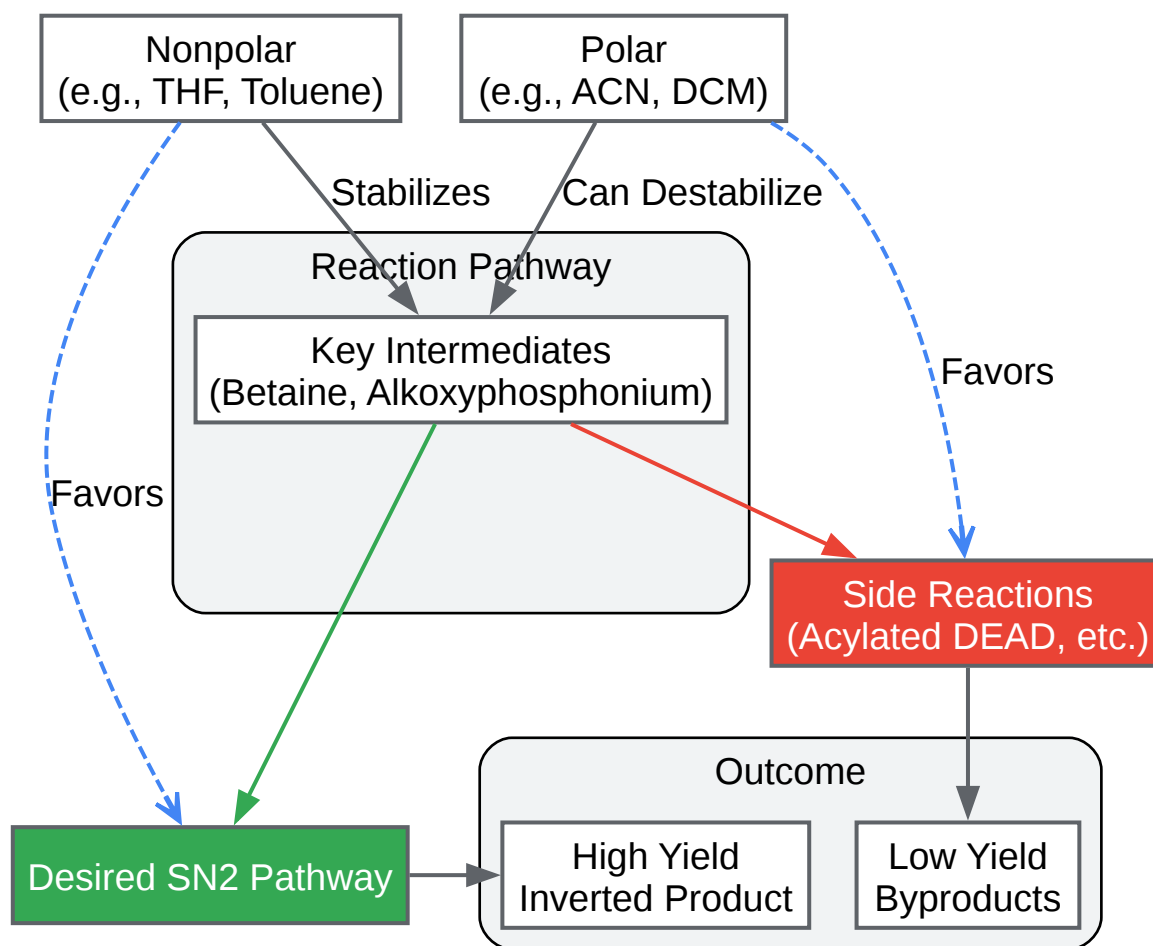 Nonpolar
(e.g., THF, Toluene)
Polar
(e.g., ACN, DCM)
Stabilizes
Can Destabilize
Reaction Pathway
Key Intermediates
(Betaine, Alkoxyphosphonium)
Favors
Favors
Side Reactions
(Acylated DEAD, etc.)
Outcome
Desired SN2 Pathway
High Yield
Inverted Product
Low Yield
Byproducts